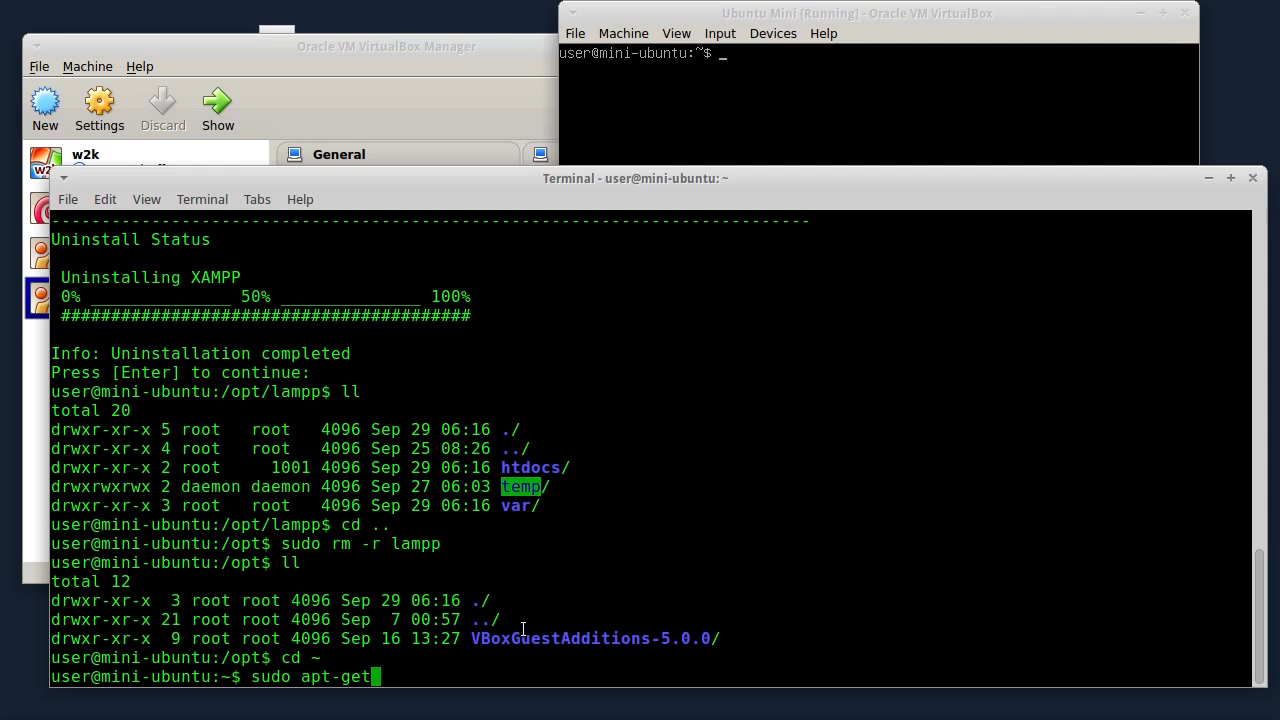 Ubuntu Mini [Running] - Oracle VM VirtualBox
File Machine View Input Devices Help
user@mini-ubuntu:~$ _
Oracle VM VirtualBox Manager
File Machine Help
New Settings Discard Show
w2k
General
Terminal - user@mini-ubuntu: ~
File Edit View Terminal Tabs Help
----------------------------------------------------------------------------
Uninstall Status
Uninstalling XAMPP
0% ______________ 50% ______________ 100%
#########################################
Info: Uninstallation completed
Press [Enter] to continue:
user@mini-ubuntu:/opt/lampp$ ll
total 20
drwxr-xr-x 5 root   root   4096 Sep 29 06:16 ./
drwxr-xr-x 4 root   root   4096 Sep 25 08:26 ../
drwxr-xr-x 2 root     1001 4096 Sep 29 06:16 htdocs/
drwxrwxrwx 2 daemon daemon 4096 Sep 27 06:03 temp/
drwxr-xr-x 3 root   root   4096 Sep 29 06:16 var/
user@mini-ubuntu:/opt/lampp$ cd ..
user@mini-ubuntu:/opt$ sudo rm -r lampp
user@mini-ubuntu:/opt$ ll
total 12
drwxr-xr-x  3 root root 4096 Sep 29 06:16 ./
drwxr-xr-x 21 root root 4096 Sep  7 00:57 ../
drwxr-xr-x  9 root root 4096 Sep 16 13:27 VBoxGuestAdditions-5.0.0/
user@mini-ubuntu:/opt$ cd ~
user@mini-ubuntu:~$ sudo apt-get